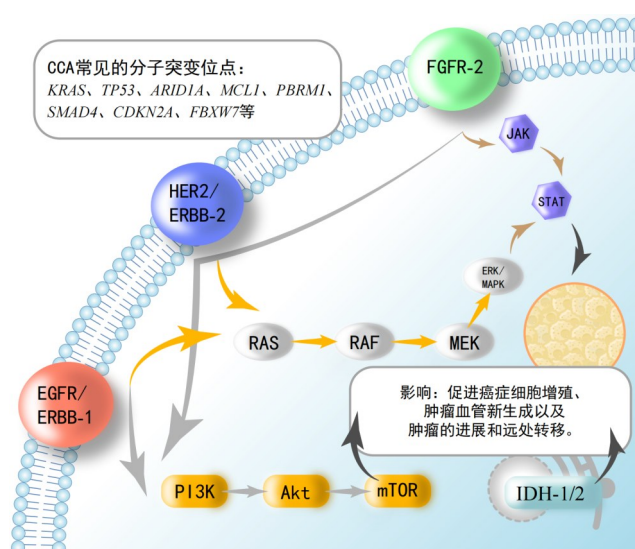 CCA常见的分子突变位点：
KRAS、TP53、ARID1A、MCL1、PBRM1、
SMAD4、CDKN2A、FBXW7等
FGFR-2
JAK
HER2/
ERBB-2
STAT
ERK/
MAPK
RAS
RAF
MEK
EGFR/
ERBB-1
影响：促进癌症细胞增殖、
肿瘤血管新生成以及
肿瘤的进展和远处转移。
PI3K
Akt
mTOR
IDH-1/2